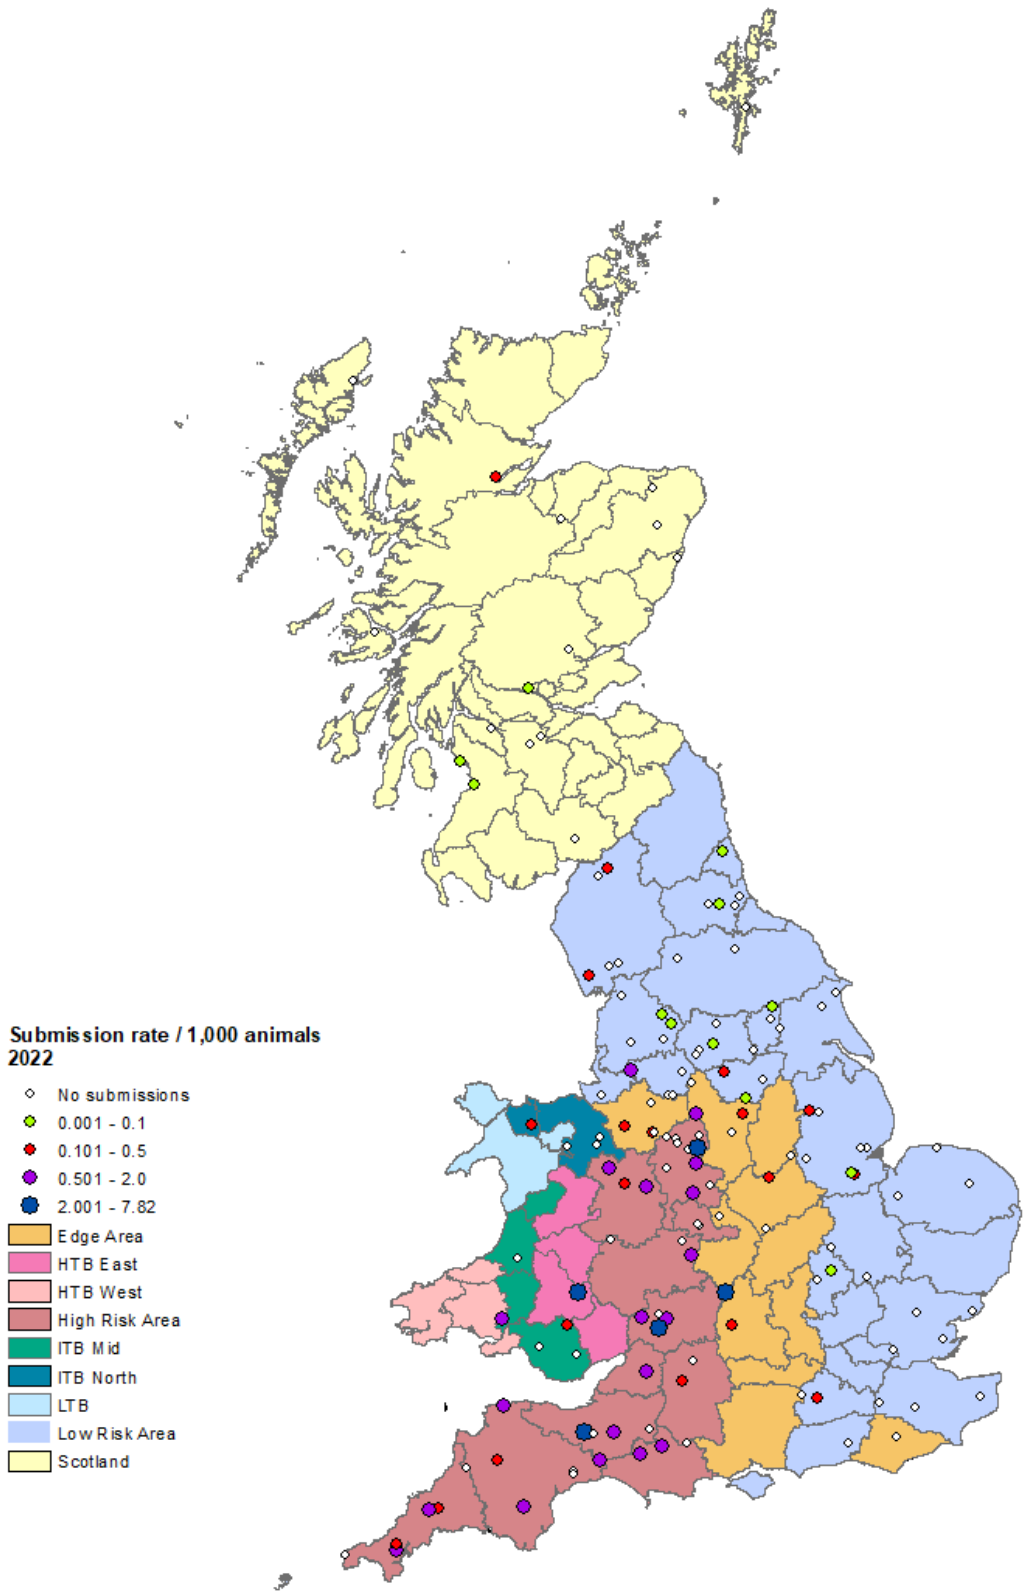 Submission rate / 1,000 animals
2022
No submissions
0.001 - 0.1
0.101 - 0.5
0.501 - 2.0
2.001 - 7.82
Edge Area
HTB East
HTB West
High Risk Area
ITB Mid
ITB North
LTB
Low Risk Area
Scotland